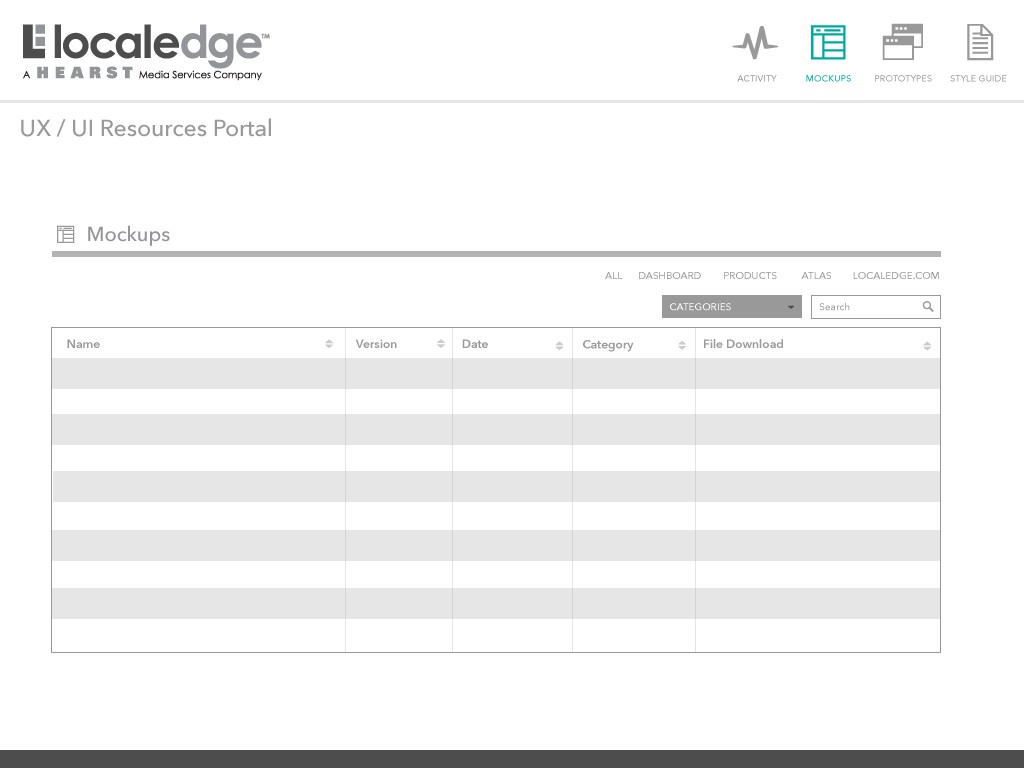 localedge™
A HEARST Media Services Company
ACTIVITY MOCKUPS PROTOTYPES STYLE GUIDE
UX / UI Resources Portal
Mockups
ALL DASHBOARD PRODUCTS ATLAS LOCALEDGE.COM
CATEGORIES Search
Name Version Date Category File Download